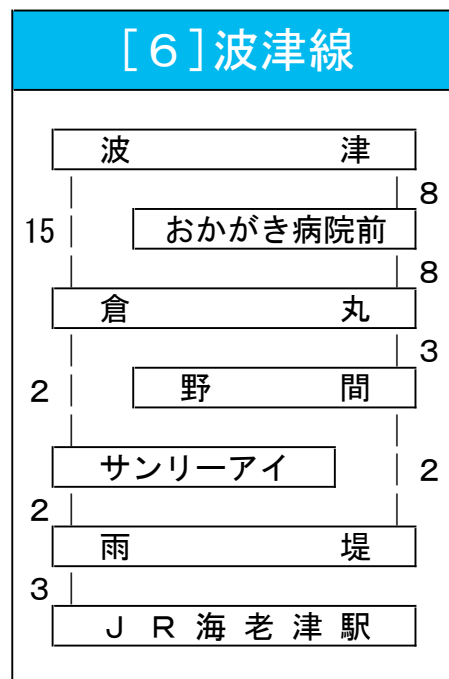 ［６］波津線
波　津
8
15
おかがき病院前
8
倉　丸
3
2
野　間
サンリーアイ
2
2
雨　堤
3
ＪＲ海老津駅